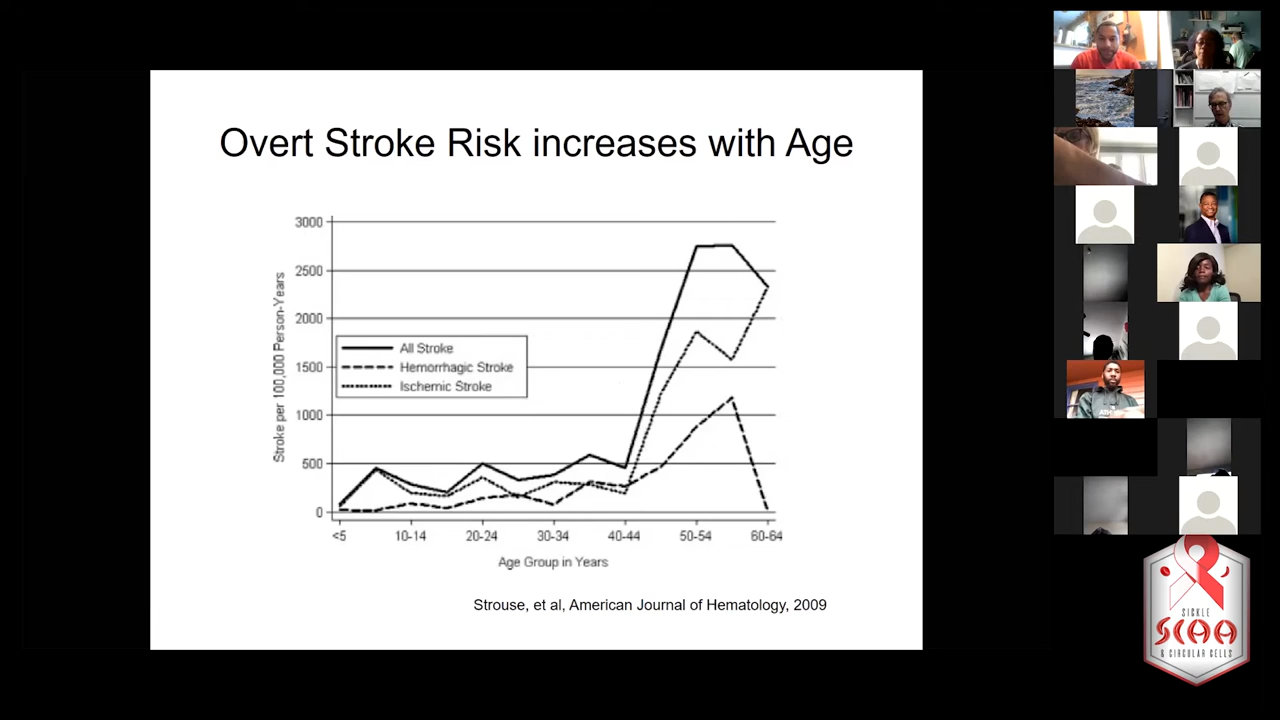 Overt Stroke Risk increases with Age
3000
2500
2000
1500
1000
500
0
Stroke per 100,000 Person-Years
All Stroke
Hemorrhagic Stroke
Ischemic Stroke
<5 10-14 20-24 30-34 40-44 50-54 60-64
Age Group in Years
Strouse, et al, American Journal of Hematology, 2009
SICKLE
SCAA
& CIRCULAR CELLS